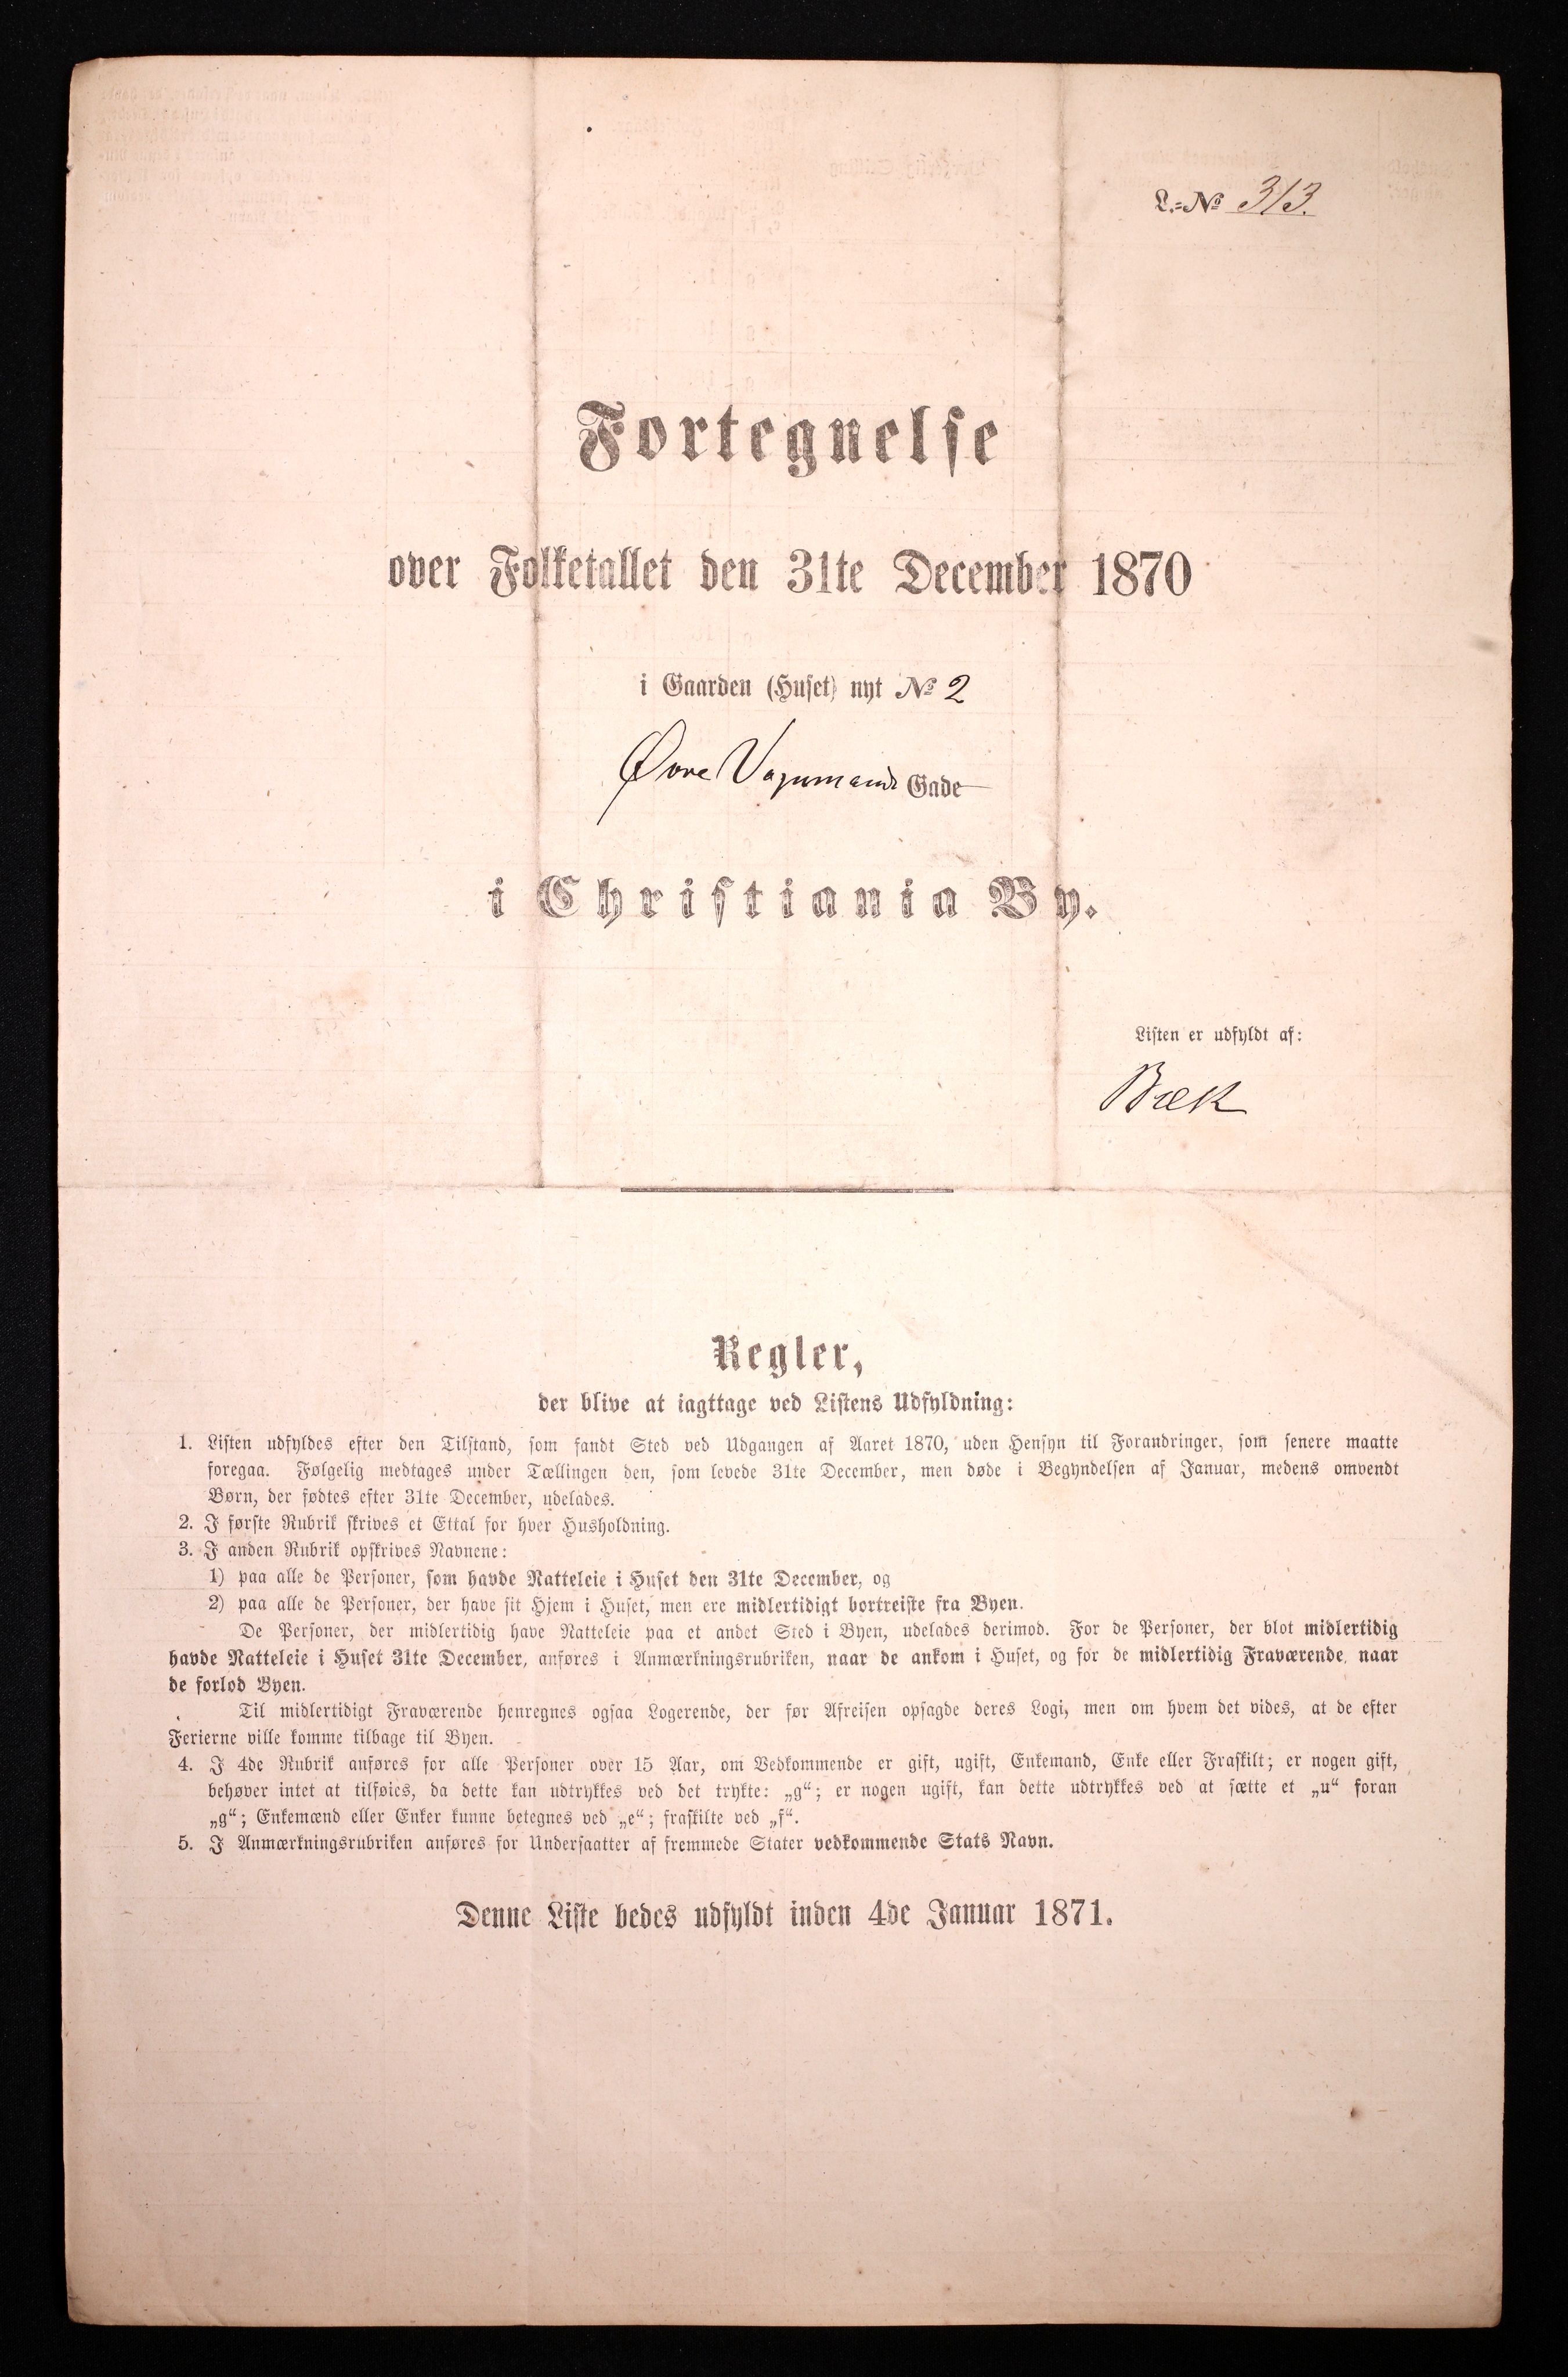 L.=№ 313.
Fortegnelse
over Folketallet den 31te December 1870
i Gaarden (Huset) nyt № 2
Øvre Vognmands Gade
i Christiania By.
Listen er udfyldt af:
Bæk
Regler,
der blive at iagttage ved Listens Udfyldning:
1. Listen udfyldes efter den Tilstand, som fandt Sted ved Udgangen af Aaret 1870, uden Hensyn til Forandringer, som senere maatte
foregaa. Følgelig medtages under Tællingen den, som levede 31te December, men døde i Begyndelsen af Januar, medens omvendt
Børn, der fødtes efter 31te December, udelades.
2. I første Rubrik skrives et Ettal for hver Husholdning.
3. I anden Rubrik opskrives Navnene:
1) paa alle de Personer, som havde Natteleie i Huset den 31te December, og
2) paa alle de Personer, der have sit Hjem i Huset, men ere midlertidigt bortreiste fra Byen.
De Personer, der midlertidig have Natteleie paa et andet Sted i Byen, udelades derimod. For de Personer, der blot midlertidig
havde Natteleie i Huset 31te December, anføres i Anmærkningsrubriken, naar de ankom i Huset, og for de midlertidig Fraværende, naar
de forlod Byen.
Til midlertidigt Fraværende henregnes ogsaa Logerende, der før Afreisen opsagde deres Logi, men om hvem det vides, at de efter
Ferierne ville komme tilbage til Byen.
4. I 4de Rubrik anføres for alle Personer over 15 Aar, om Vedkommende er gift, ugift, Enkemand, Enke eller Fraskilt; er nogen gift,
behøver intet at tilføies, da dette kan udtrykkes ved det trykte: „g“; er nogen ugift, kan dette udtrykkes ved at sætte et „u“ foran
„g“; Enkemænd eller Enker kunne betegnes ved „e“; fraskilte ved „f“.
5. I Anmærkningsrubriken anføres for Undersaatter af fremmede Stater vedkommende Stats Navn.
Denne Liste bedes udfyldt inden 4de Januar 1871.